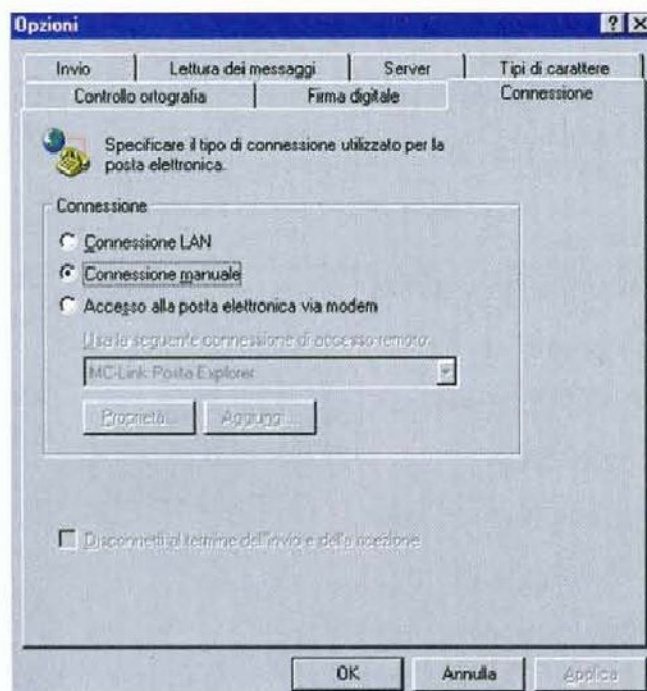 Opzioni
Invio Lettura dei messaggi Server Tipi di carattere
Controllo ortografia Firma digitale Connessione
Specificare il tipo di connessione utilizzato per la
posta elettronica.
Connessione
Connessione LAN
Connessione manuale
Accesso alla posta elettronica via modem
Usa la seguente connessione di accesso remoto:
MC-Link Posta Explorer
Proprietà... Aggiungi...
Disconnetti al termine dell'invio e della ricezione
OK Annulla Applica